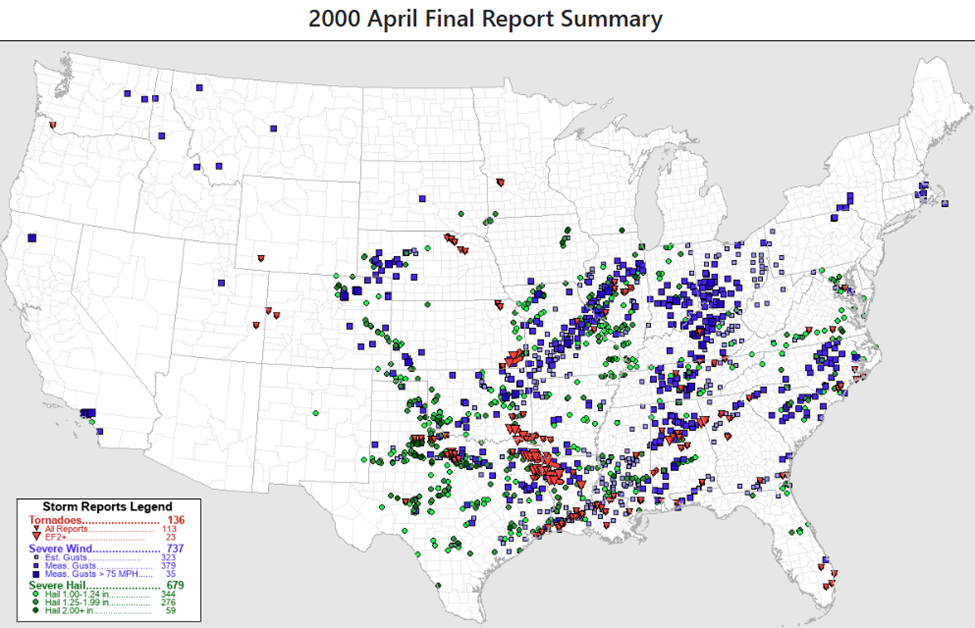 2000 April Final Report Summary
Storm Reports Legend
Tornadoes.............................. 136
All Reports........................ 113
EF2+........................ 23
Severe Wind........................... 737
Est. Gusts........................ 323
Meas. Gusts..................... 379
Meas. Gusts > 75 MPH...... 35
Severe Hail............................ 679
Hail 1.00-1.24 in................. 344
Hail 1.25-1.99 in................. 276
Hail 2.00+ in...................... 59